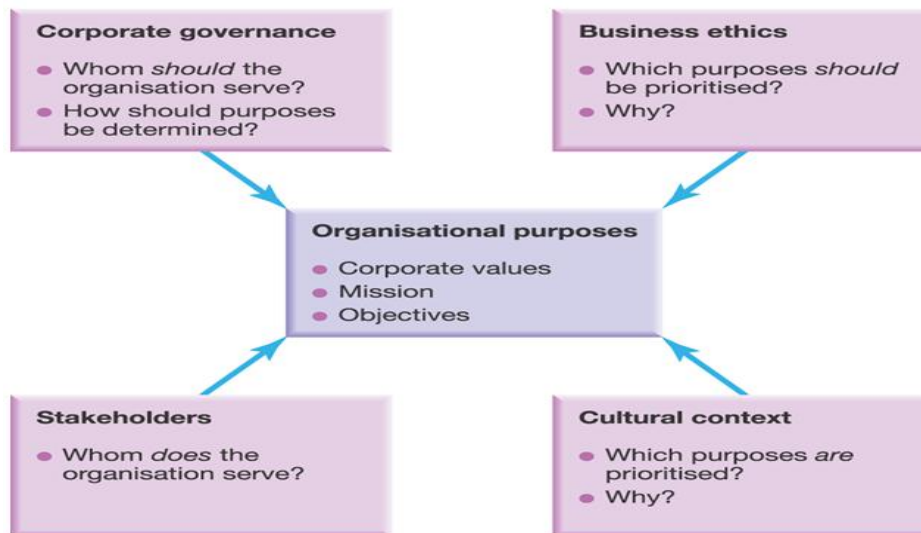 Corporate governance
● Whom should the
organisation serve?
● How should purposes
be determined?
Business ethics
● Which purposes should
be prioritised?
● Why?
Organisational purposes
● Corporate values
● Mission
● Objectives
Stakeholders
● Whom does the
organisation serve?
Cultural context
● Which purposes are
prioritised?
● Why?